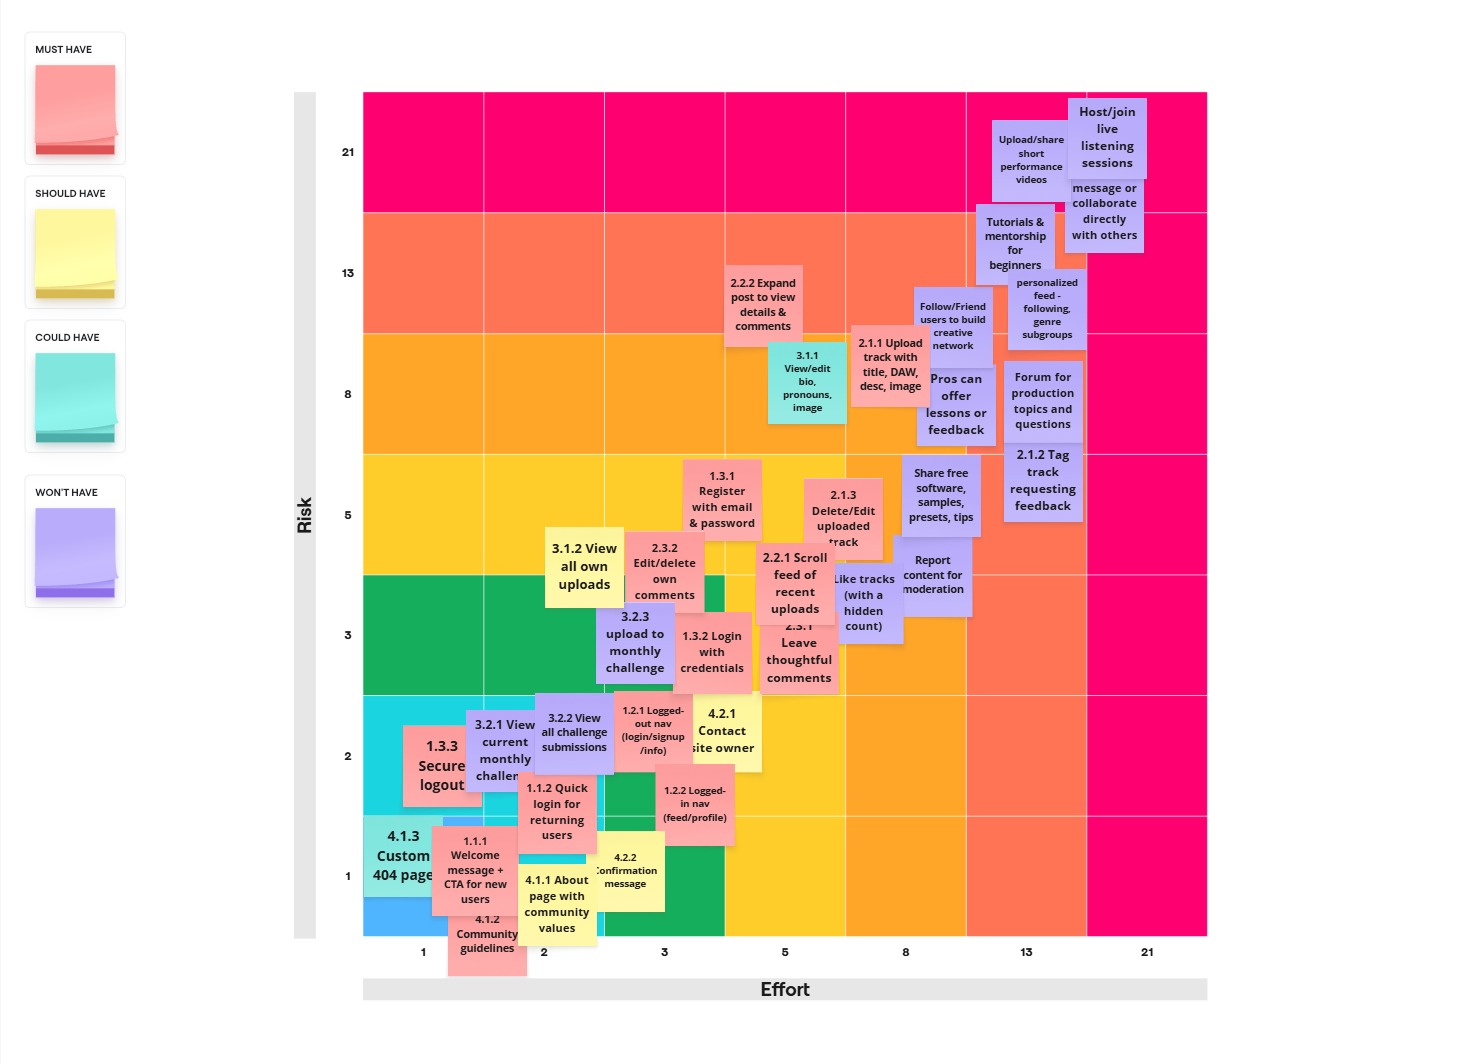 MUST HAVE
SHOULD HAVE
COULD HAVE
WON'T HAVE
Risk
21
13
8
5
3
2
1
Host/join
live
listening
sessions
Upload/share
short
performance
videos
message or
collaborate
directly
with others
Tutorials &
mentorship
for
beginners
personalized
feed -
following,
genre
subgroups
2.2.2 Expand
post to view
details &
comments
Follow/Friend
users to build
creative
network
2.1.1 Upload
track with
title, DAW,
desc, image
3.1.1
View/edit
bio,
pronouns,
image
Pros can
offer
lessons or
feedback
Forum for
production
topics and
questions
2.1.2 Tag
track
requesting
feedback
1.3.1
Register
with email
& password
2.1.3
Delete/Edit
uploaded
track
Share free
software,
samples,
presets, tips
3.1.2 View
all own
uploads
2.3.2
Edit/delete
own
comments
2.2.1 Scroll
feed of
recent
uploads
Like tracks
(with a
hidden
count)
Report
content for
moderation
3.2.3
upload to
monthly
challenge
1.3.2 Login
with
credentials
2.3.1
Leave
thoughtful
comments
1.3.3
Secure
logout
3.2.1 View
current
monthly
challen
3.2.2 View
all challenge
submissions
1.2.1 Logged-
out nav
(login/signup
/info)
4.2.1
Contact
site owner
1.1.2 Quick
login for
returning
users
1.2.2 Logged-
in nav
(feed/profile)
4.1.3
Custom
404 page
1.1.1
Welcome
message +
CTA for new
users
4.1.2
Community
guidelines
4.1.1 About
page with
community
values
4.2.2
Confirmation
message
1
2
3
5
8
13
21
Effort